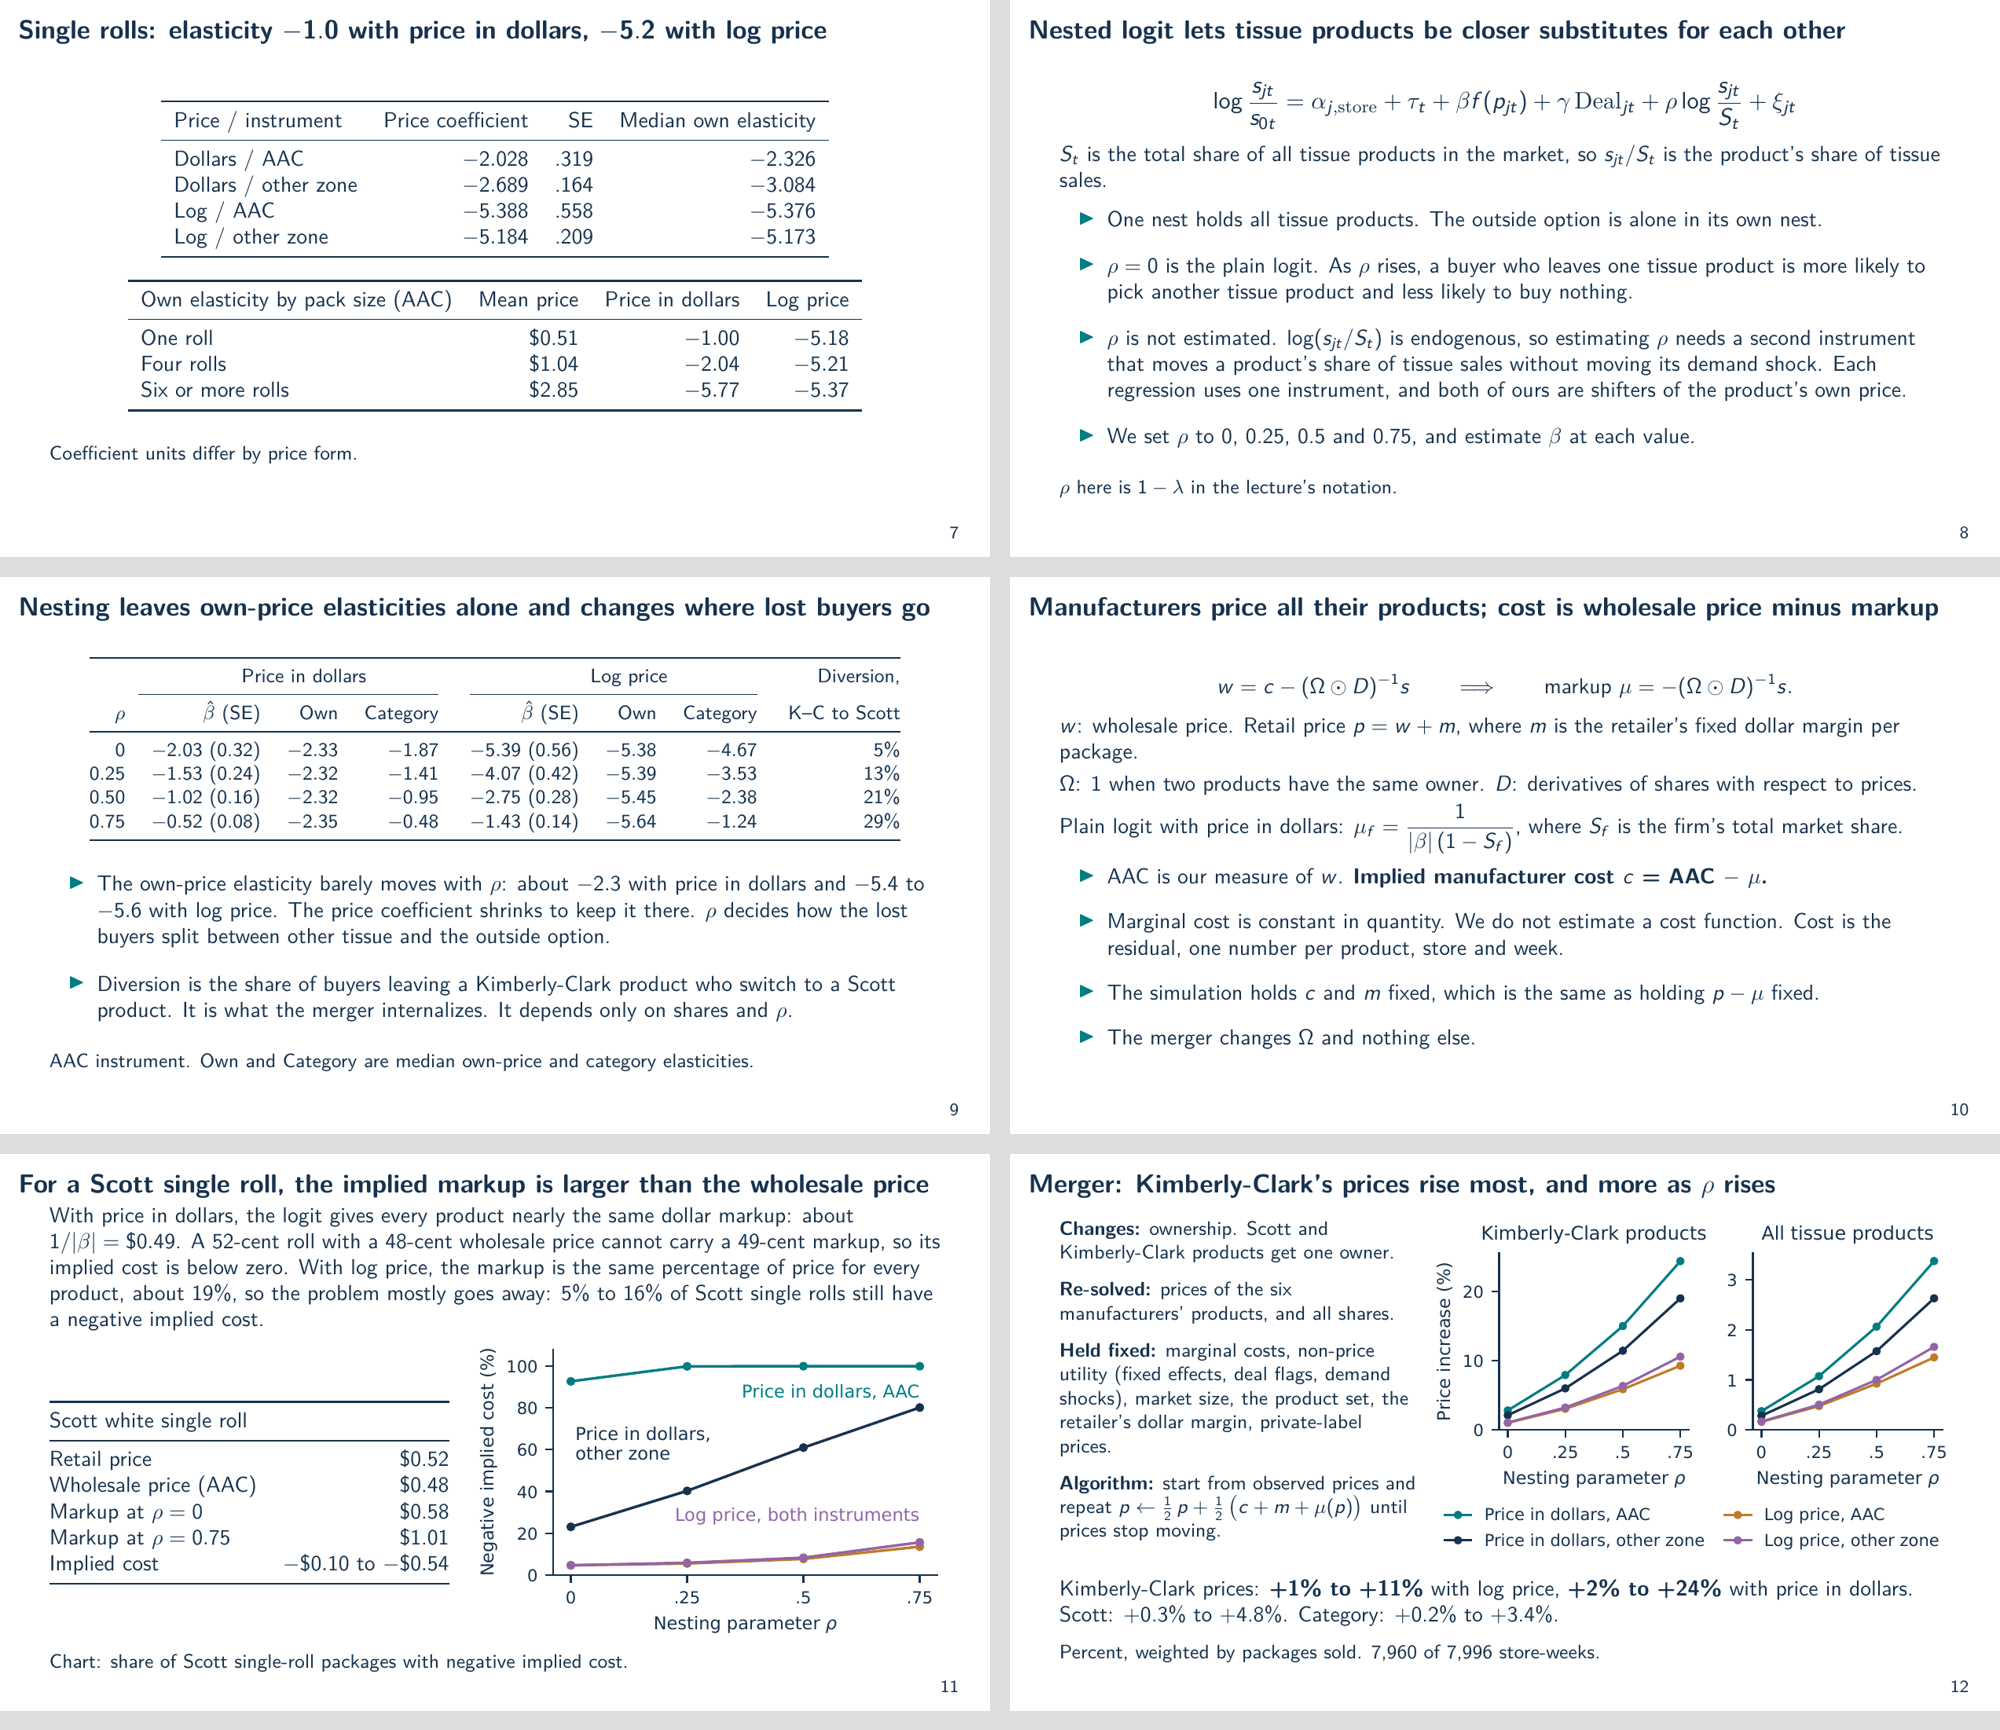 Single rolls: elasticity −1.0 with price in dollars, −5.2 with log price
Price / instrument Price coefficient SE Median own elasticity
Dollars / AAC −2.028 .319 −2.326
Dollars / other zone −2.689 .164 −3.084
Log / AAC −5.388 .558 −5.376
Log / other zone −5.184 .209 −5.173
Own elasticity by pack size (AAC) Mean price Price in dollars Log price
One roll $0.51 −1.00 −5.18
Four rolls $1.04 −2.04 −5.21
Six or more rolls $2.85 −5.77 −5.37
Coefficient units differ by price form.
7
Nested logit lets tissue products be closer substitutes for each other
log s_jt/s_0t = α_j,store + τ_t + βf(p_jt) + γ Deal_jt + ρ log s_jt/S_t + ξ_jt
S_t is the total share of all tissue products in the market, so s_jt/S_t is the product's share of tissue
sales.
▶ One nest holds all tissue products. The outside option is alone in its own nest.
▶ ρ = 0 is the plain logit. As ρ rises, a buyer who leaves one tissue product is more likely to
pick another tissue product and less likely to buy nothing.
▶ ρ is not estimated. log(s_jt/S_t) is endogenous, so estimating ρ needs a second instrument
that moves a product's share of tissue sales without moving its demand shock. Each
regression uses one instrument, and both of ours are shifters of the product's own price.
▶ We set ρ to 0, 0.25, 0.5 and 0.75, and estimate β at each value.
ρ here is 1 − λ in the lecture's notation.
8
Nesting leaves own-price elasticities alone and changes where lost buyers go
Price in dollars Log price Diversion,
ρ β̂ (SE) Own Category β̂ (SE) Own Category K–C to Scott
0 −2.03 (0.32) −2.33 −1.87 −5.39 (0.56) −5.38 −4.67 5%
0.25 −1.53 (0.24) −2.32 −1.41 −4.07 (0.42) −5.39 −3.53 13%
0.50 −1.02 (0.16) −2.32 −0.95 −2.75 (0.28) −5.45 −2.38 21%
0.75 −0.52 (0.08) −2.35 −0.48 −1.43 (0.14) −5.64 −1.24 29%
▶ The own-price elasticity barely moves with ρ: about −2.3 with price in dollars and −5.4 to
−5.6 with log price. The price coefficient shrinks to keep it there. ρ decides how the lost
buyers split between other tissue and the outside option.
▶ Diversion is the share of buyers leaving a Kimberly-Clark product who switch to a Scott
product. It is what the merger internalizes. It depends only on shares and ρ.
AAC instrument. Own and Category are median own-price and category elasticities.
9
Manufacturers price all their products; cost is wholesale price minus markup
w = c − (Ω ⊙ D)⁻¹s ⟹ markup μ = −(Ω ⊙ D)⁻¹s.
w: wholesale price. Retail price p = w + m, where m is the retailer's fixed dollar margin per
package.
Ω: 1 when two products have the same owner. D: derivatives of shares with respect to prices.
Plain logit with price in dollars: μ_f = 1/(|β| (1 − S_f)), where S_f is the firm's total market share.
▶ AAC is our measure of w. Implied manufacturer cost c = AAC − μ.
▶ Marginal cost is constant in quantity. We do not estimate a cost function. Cost is the
residual, one number per product, store and week.
▶ The simulation holds c and m fixed, which is the same as holding p − μ fixed.
▶ The merger changes Ω and nothing else.
10
For a Scott single roll, the implied markup is larger than the wholesale price
With price in dollars, the logit gives every product nearly the same dollar markup: about
1/|β| = $0.49. A 52-cent roll with a 48-cent wholesale price cannot carry a 49-cent markup, so its
implied cost is below zero. With log price, the markup is the same percentage of price for every
product, about 19%, so the problem mostly goes away: 5% to 16% of Scott single rolls still have
a negative implied cost.
Scott white single roll
Retail price $0.52
Wholesale price (AAC) $0.48
Markup at ρ = 0 $0.58
Markup at ρ = 0.75 $1.01
Implied cost −$0.10 to −$0.54
Negative implied cost (%)
100
80
60
40
20
0
Price in dollars, AAC
Price in dollars,
other zone
Log price, both instruments
0 .25 .5 .75
Nesting parameter ρ
Chart: share of Scott single-roll packages with negative implied cost.
11
Merger: Kimberly-Clark's prices rise most, and more as ρ rises
Changes: ownership. Scott and
Kimberly-Clark products get one owner.
Re-solved: prices of the six
manufacturers' products, and all shares.
Held fixed: marginal costs, non-price
utility (fixed effects, deal flags, demand
shocks), market size, the product set, the
retailer's dollar margin, private-label
prices.
Algorithm: start from observed prices and
repeat p ← ½ p + ½ (c + m + μ(p)) until
prices stop moving.
Kimberly-Clark products
Price increase (%)
20
10
0
0 .25 .5 .75
Nesting parameter ρ
All tissue products
3
2
1
0
0 .25 .5 .75
Nesting parameter ρ
Price in dollars, AAC Log price, AAC
Price in dollars, other zone Log price, other zone
Kimberly-Clark prices: +1% to +11% with log price, +2% to +24% with price in dollars.
Scott: +0.3% to +4.8%. Category: +0.2% to +3.4%.
Percent, weighted by packages sold. 7,960 of 7,996 store-weeks.
12